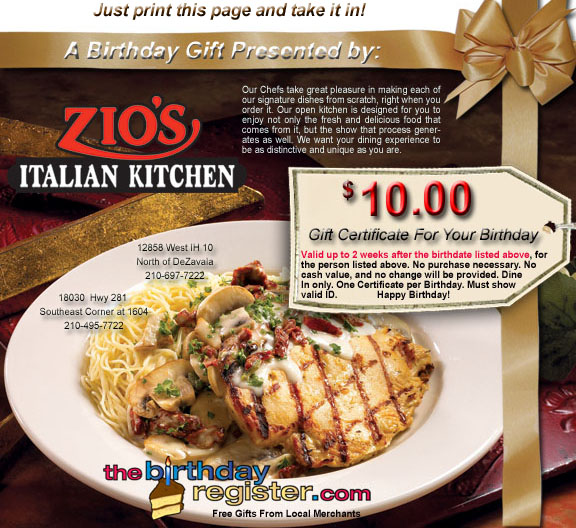 Just print this page and take it in!
A Birthday Gift Presented by:
Our Chefs take great pleasure in making each of
our signature dishes from scratch, right when you
order it. Our open kitchen is designed for you to
enjoy not only the fresh and delicious food that
comes from it, but the show that process gener-
ates as well. We want your dining experience to
be as distinctive and unique as you are.
ZIO'S
ITALIAN KITCHEN
$10.00
Gift Certificate For Your Birthday
Valid up to 2 weeks after the birthdate listed above, for
the person listed above. No purchase necessary. No
cash value, and no change will be provided. Dine
In only. One Certificate per Birthday. Must show
valid ID. Happy Birthday!
12858 West IH 10
North of DeZavala
210-697-7222
18030 Hwy 281
Southeast Corner at 1604
210-495-7722
the birthday
register.com
Free Gifts From Local Merchants